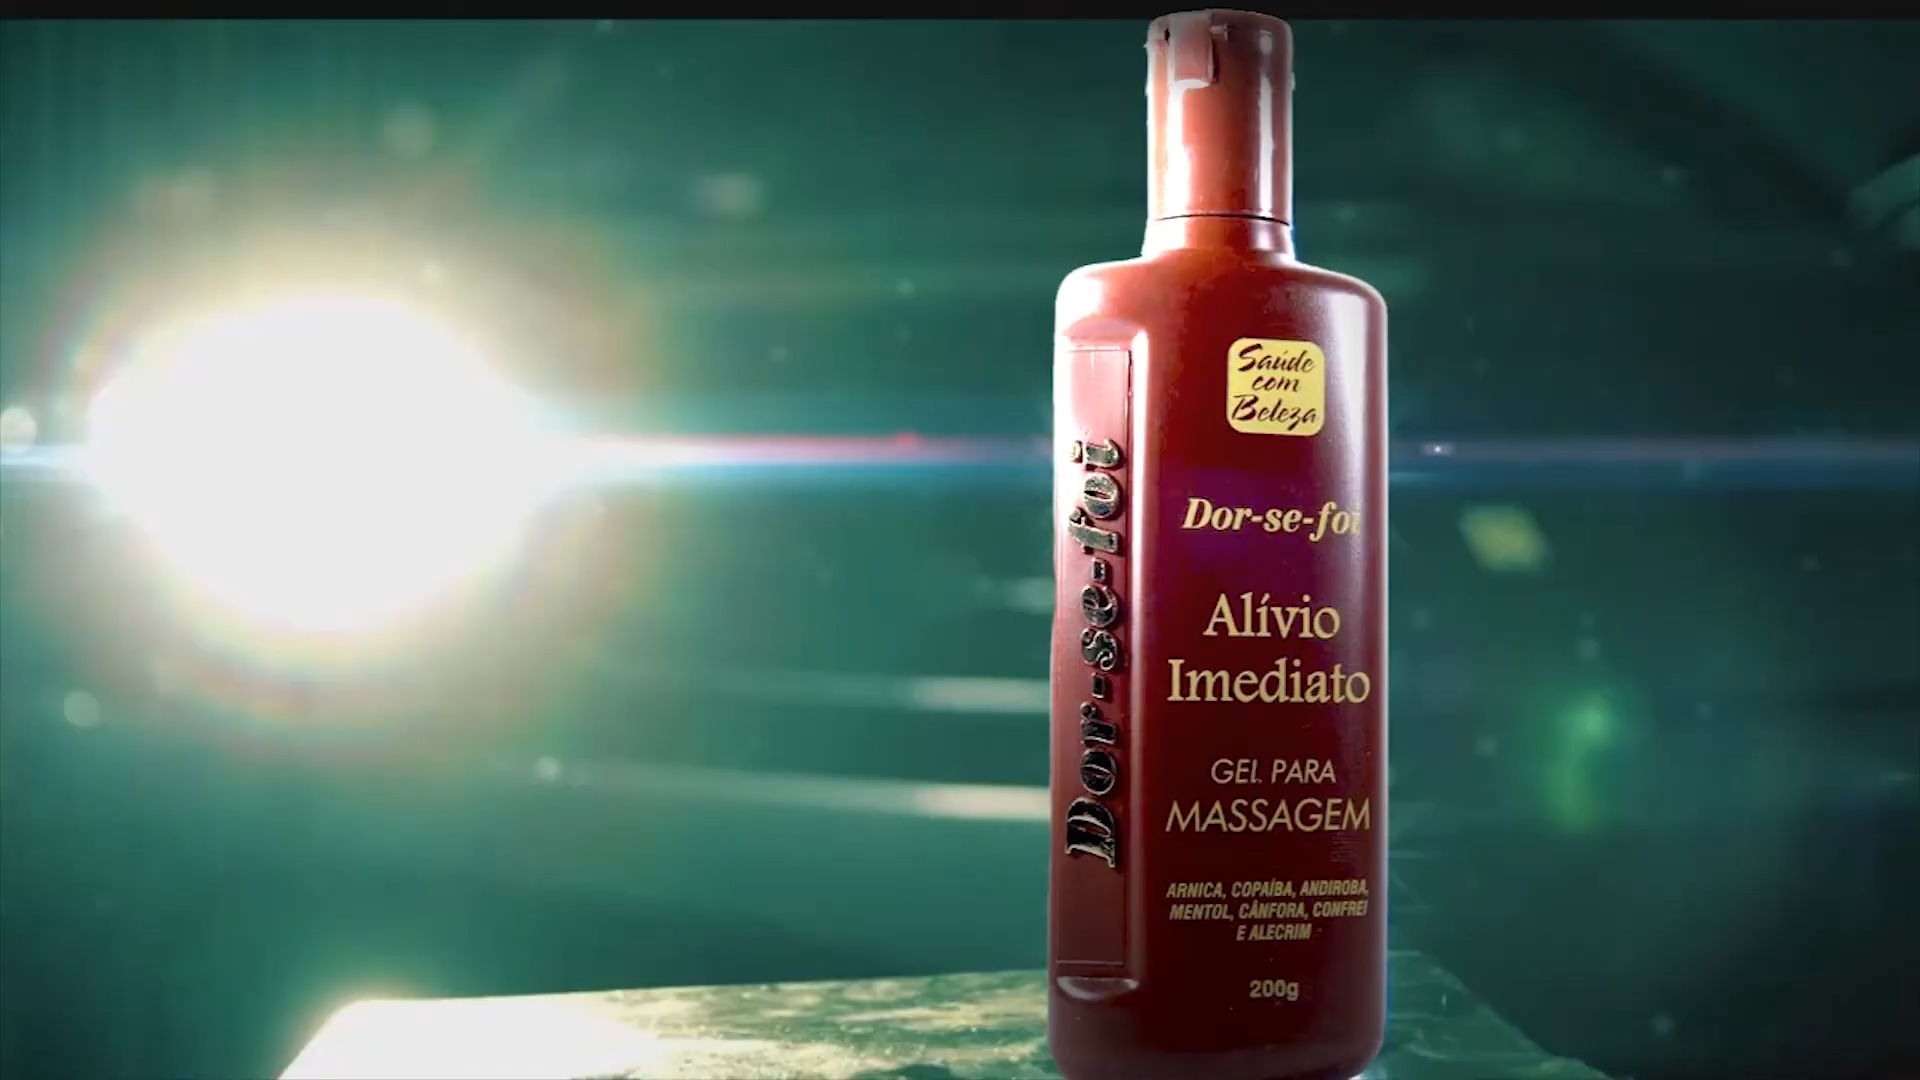 Saúde
com
Beleza
Dor-se-foi
Dor-se-foi
Alívio
Imediato
GEL PARA
MASSAGEM
ARNICA, COPAÍBA, ANDIROBA,
MENTOL, CÂNFORA, CONFREI
E ALECRIM
200g